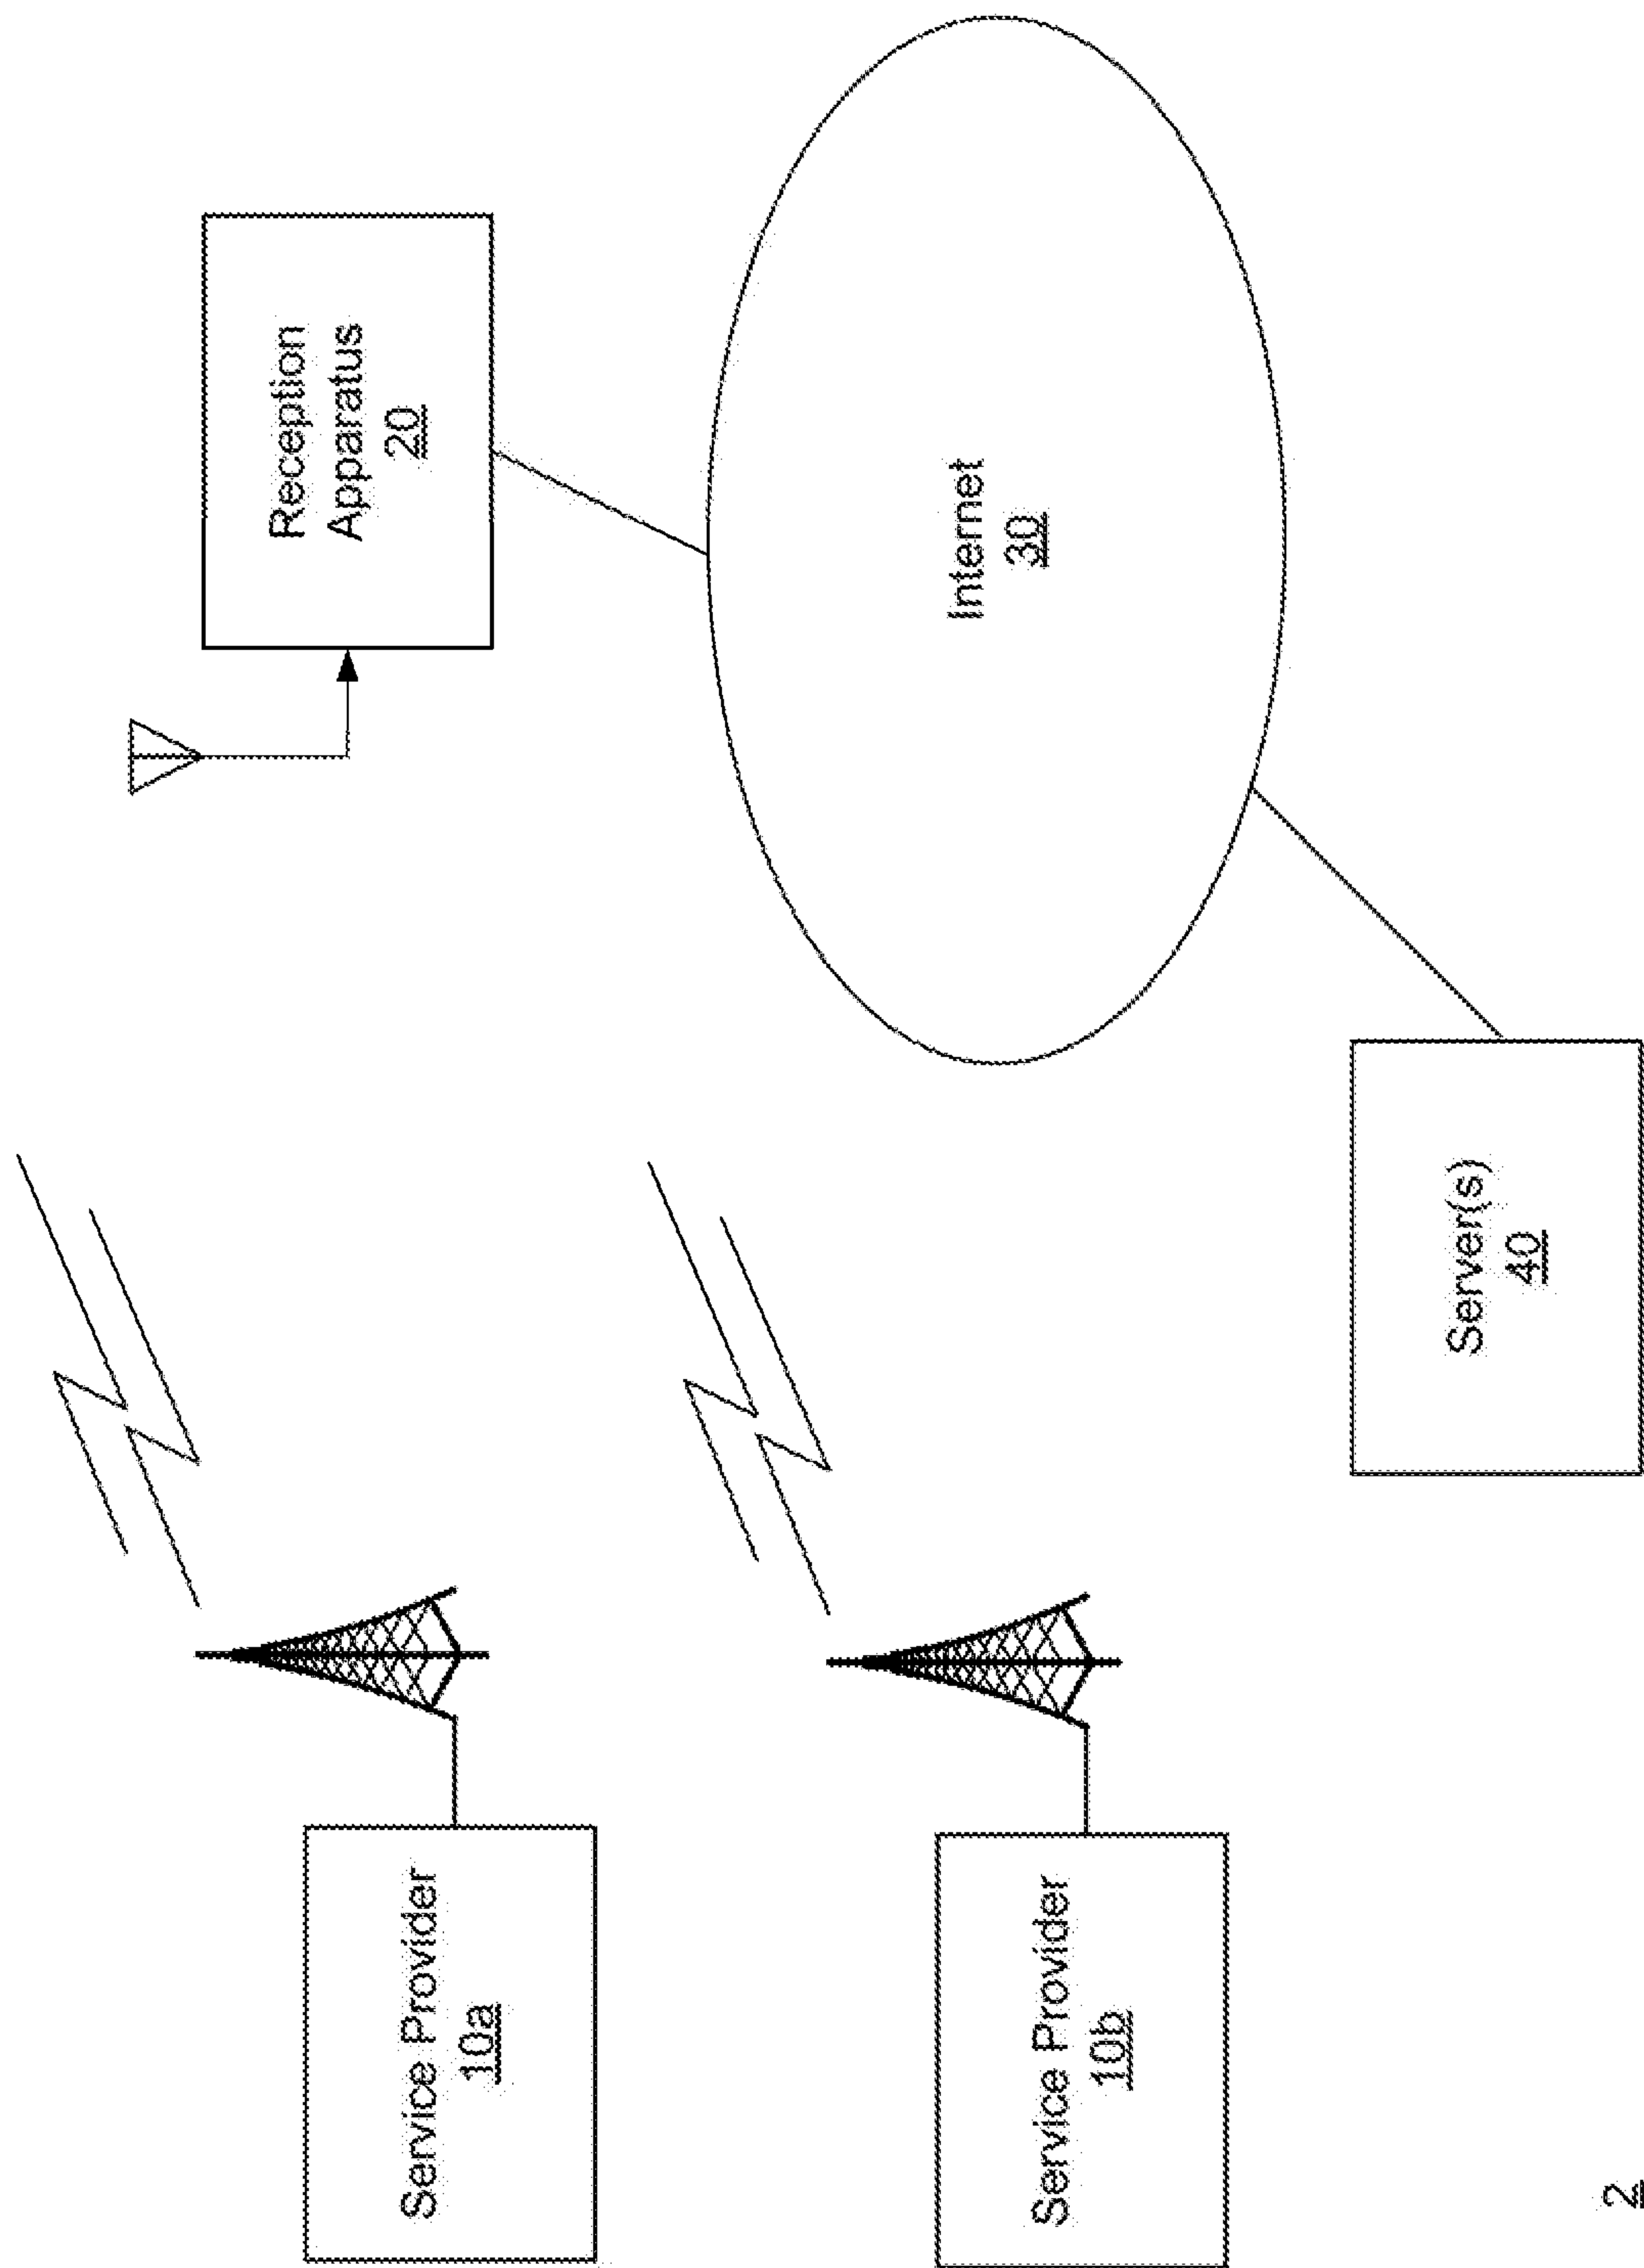 Service Provider
10a
Reception
Apparatus
20
Service Provider
10b
Internet
30
Server(s)
40
2